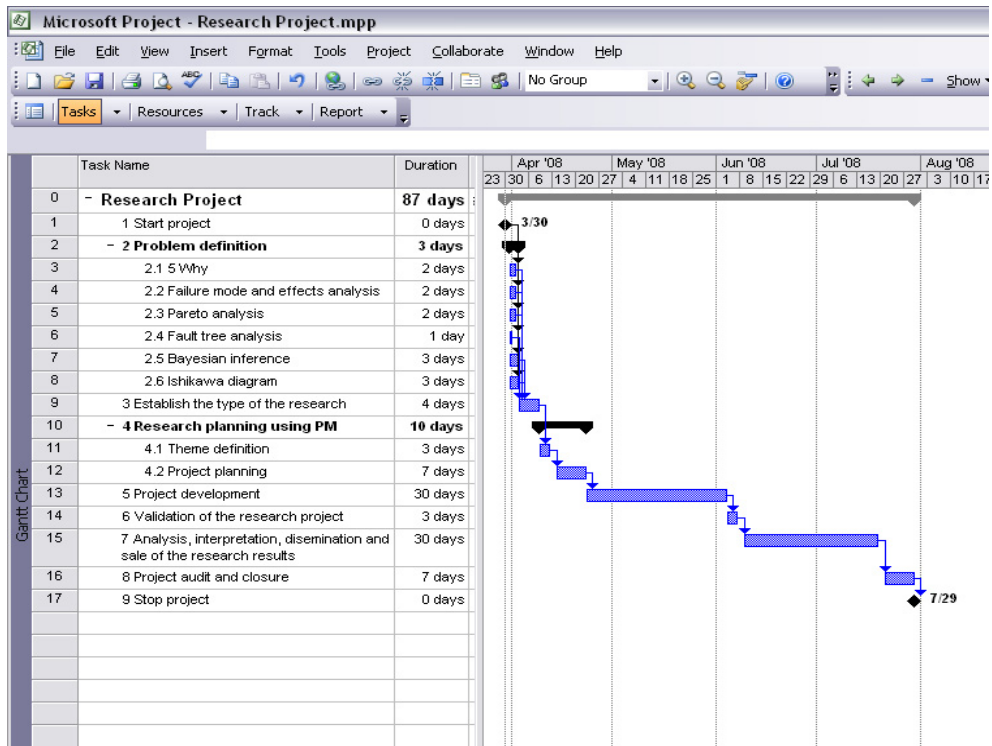 Microsoft Project - Research Project.mpp
File Edit View Insert Format Tools Project Collaborate Window Help
ABC No Group Show
Tasks Resources Track Report
Task Name Duration Apr '08 May '08 Jun '08 Jul '08 Aug '08
23 30 6 13 20 27 4 11 18 25 1 8 15 22 29 6 13 20 27 3 10 17
0 - Research Project 87 days
1 1 Start project 0 days 3/30
2 - 2 Problem definition 3 days
3 2.1 5 Why 2 days
4 2.2 Failure mode and effects analysis 2 days
5 2.3 Pareto analysis 2 days
6 2.4 Fault tree analysis 1 day
7 2.5 Bayesian inference 3 days
8 2.6 Ishikawa diagram 3 days
9 3 Establish the type of the research 4 days
10 - 4 Research planning using PM 10 days
11 4.1 Theme definition 3 days
12 4.2 Project planning 7 days
13 5 Project development 30 days
14 6 Validation of the research project 3 days
15 7 Analysis, interpretation, disemination and 30 days
sale of the research results
16 8 Project audit and closure 7 days
17 9 Stop project 0 days 7/29
Gantt Chart